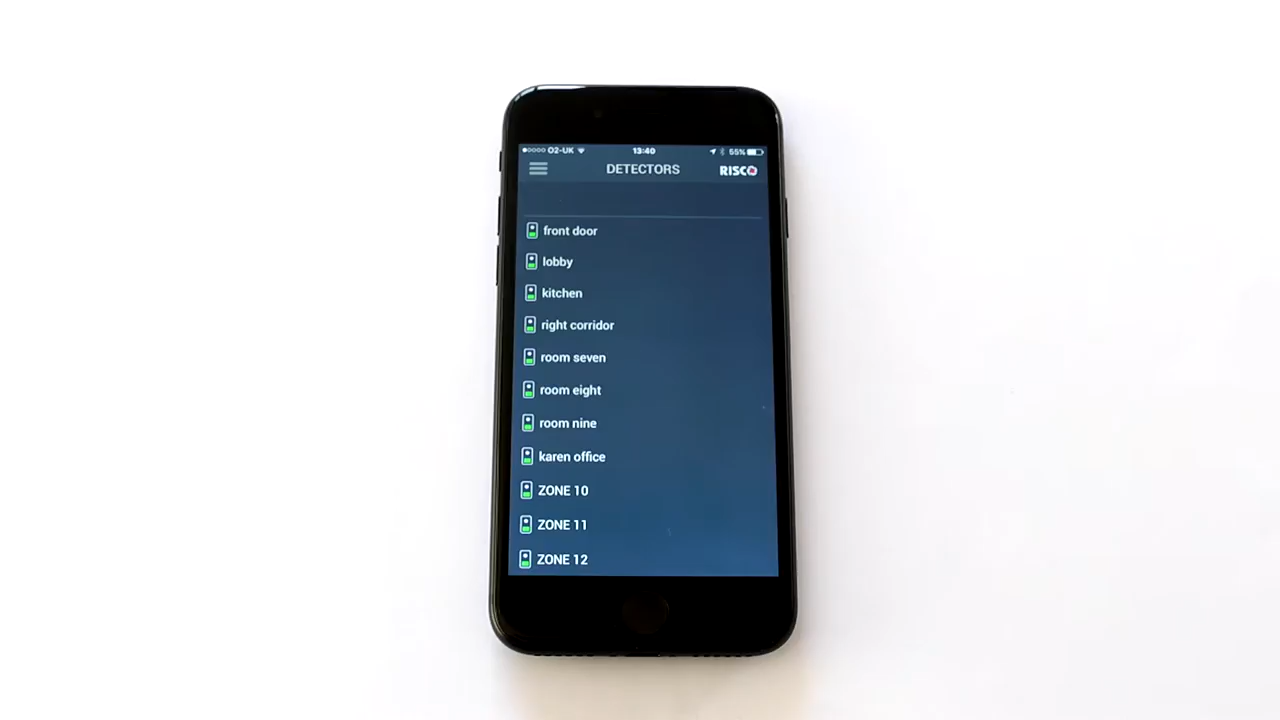 O2-UK 13:40 55%
DETECTORS RISCO
front door
lobby
kitchen
right corridor
room seven
room eight
room nine
karen office
ZONE 10
ZONE 11
ZONE 12